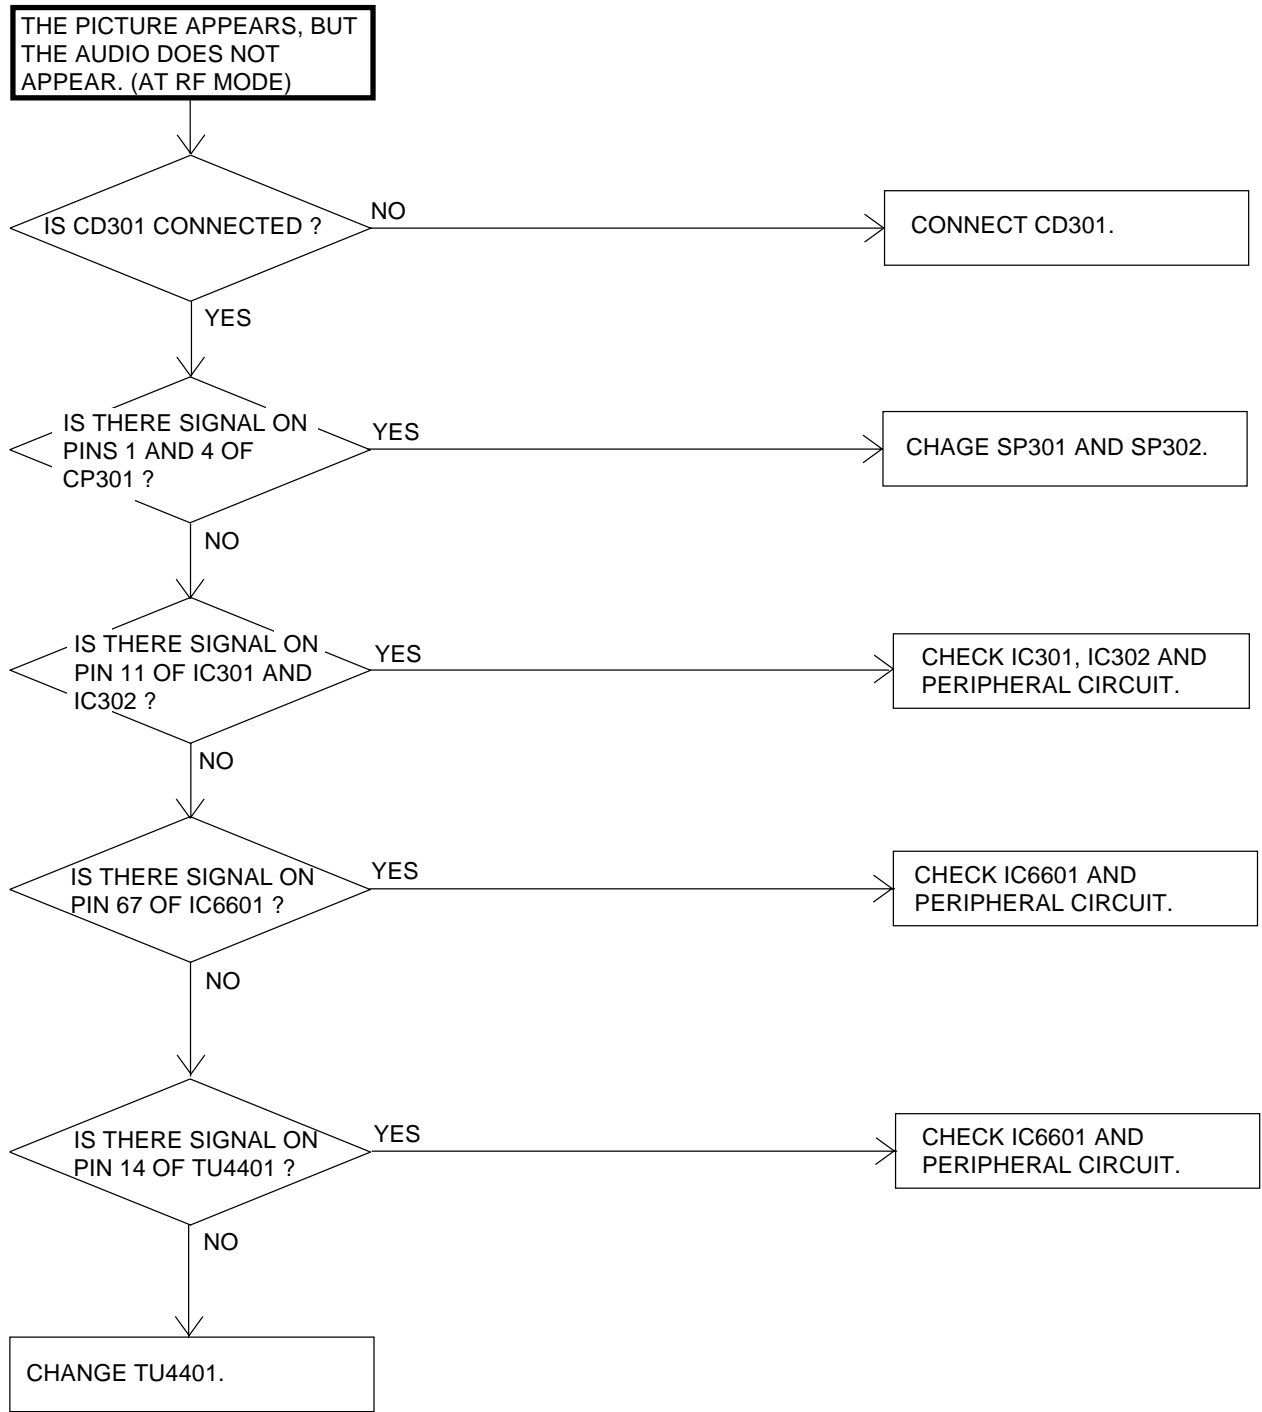 THE PICTURE APPEARS, BUT
THE AUDIO DOES NOT
APPEAR. (AT RF MODE)
IS CD301 CONNECTED ?
NO
CONNECT CD301.
YES
IS THERE SIGNAL ON
PINS 1 AND 4 OF
CP301 ?
YES
CHAGE SP301 AND SP302.
NO
IS THERE SIGNAL ON
PIN 11 OF IC301 AND
IC302 ?
YES
CHECK IC301, IC302 AND
PERIPHERAL CIRCUIT.
NO
IS THERE SIGNAL ON
PIN 67 OF IC6601 ?
YES
CHECK IC6601 AND
PERIPHERAL CIRCUIT.
NO
IS THERE SIGNAL ON
PIN 14 OF TU4401 ?
YES
CHECK IC6601 AND
PERIPHERAL CIRCUIT.
NO
CHANGE TU4401.